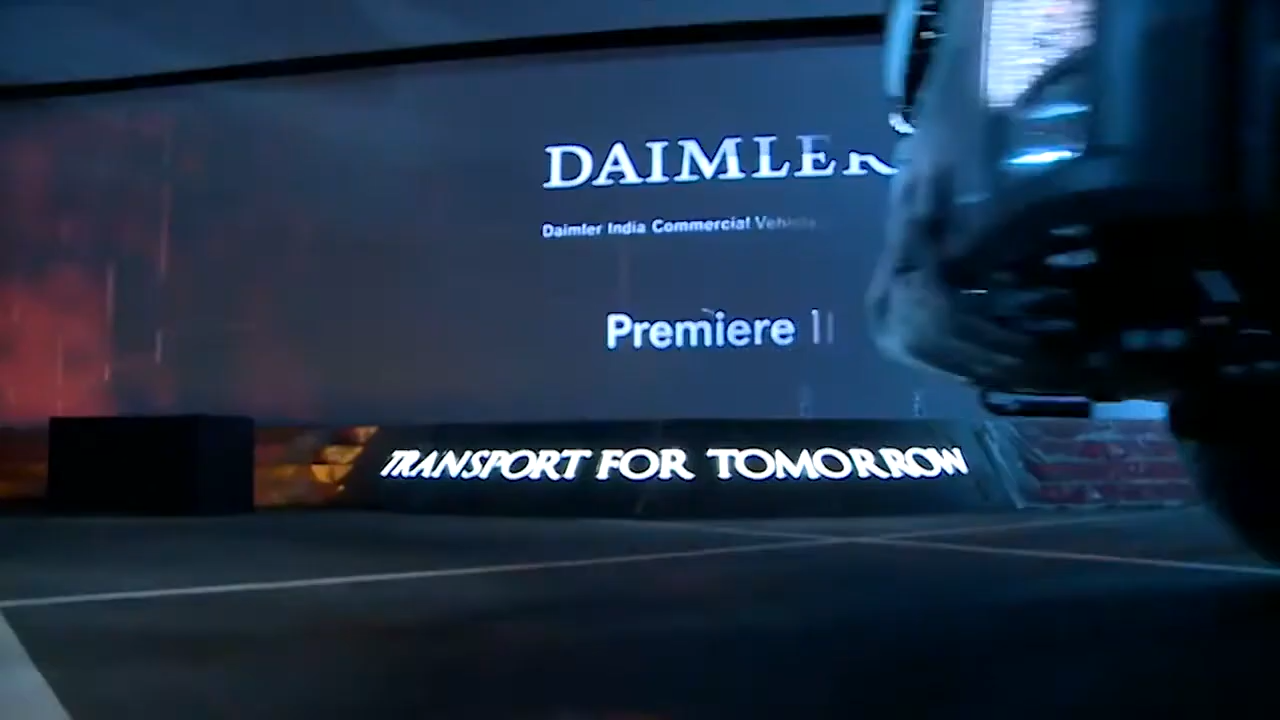 DAIMLER
Daimler India Commercial
Premiere
TRANSPORT FOR TOMORROW